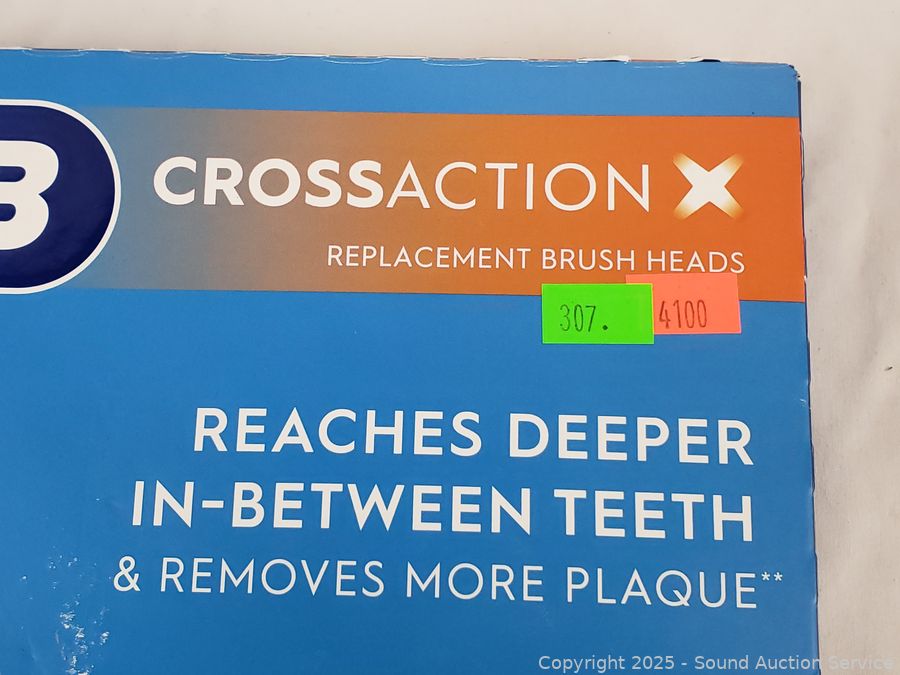 B
CROSSACTION X
REPLACEMENT BRUSH HEADS
307. 4100
REACHES DEEPER
IN-BETWEEN TEETH
& REMOVES MORE PLAQUE**
Copyright 2025 - Sound Auction Service